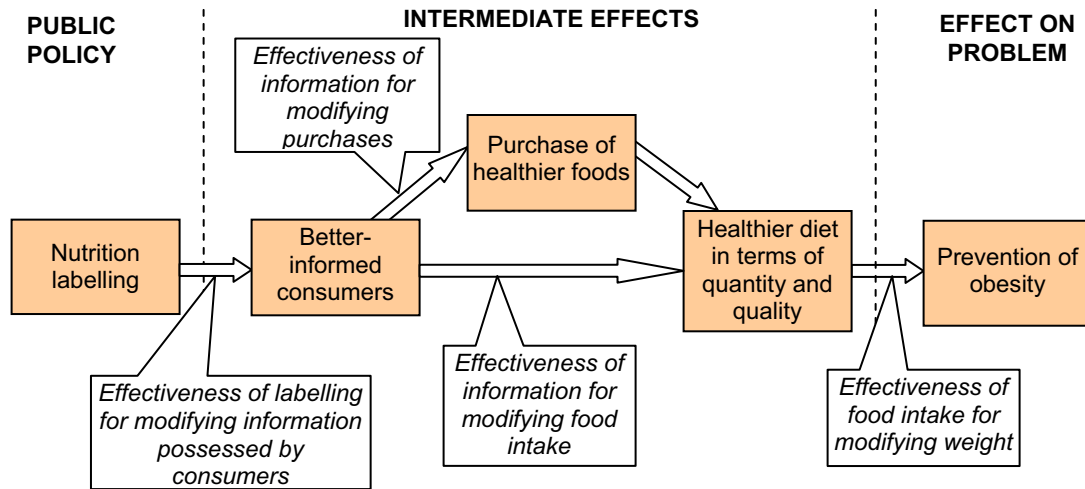 PUBLIC
POLICY
INTERMEDIATE EFFECTS
EFFECT ON
PROBLEM
Effectiveness of
information for
modifying
purchases
Purchase of
healthier foods
Nutrition
labelling
Better-
informed
consumers
Healthier diet
in terms of
quantity and
quality
Prevention of
obesity
Effectiveness of labelling
for modifying information
possessed by
consumers
Effectiveness of
information for
modifying food
intake
Effectiveness of
food intake for
modifying weight